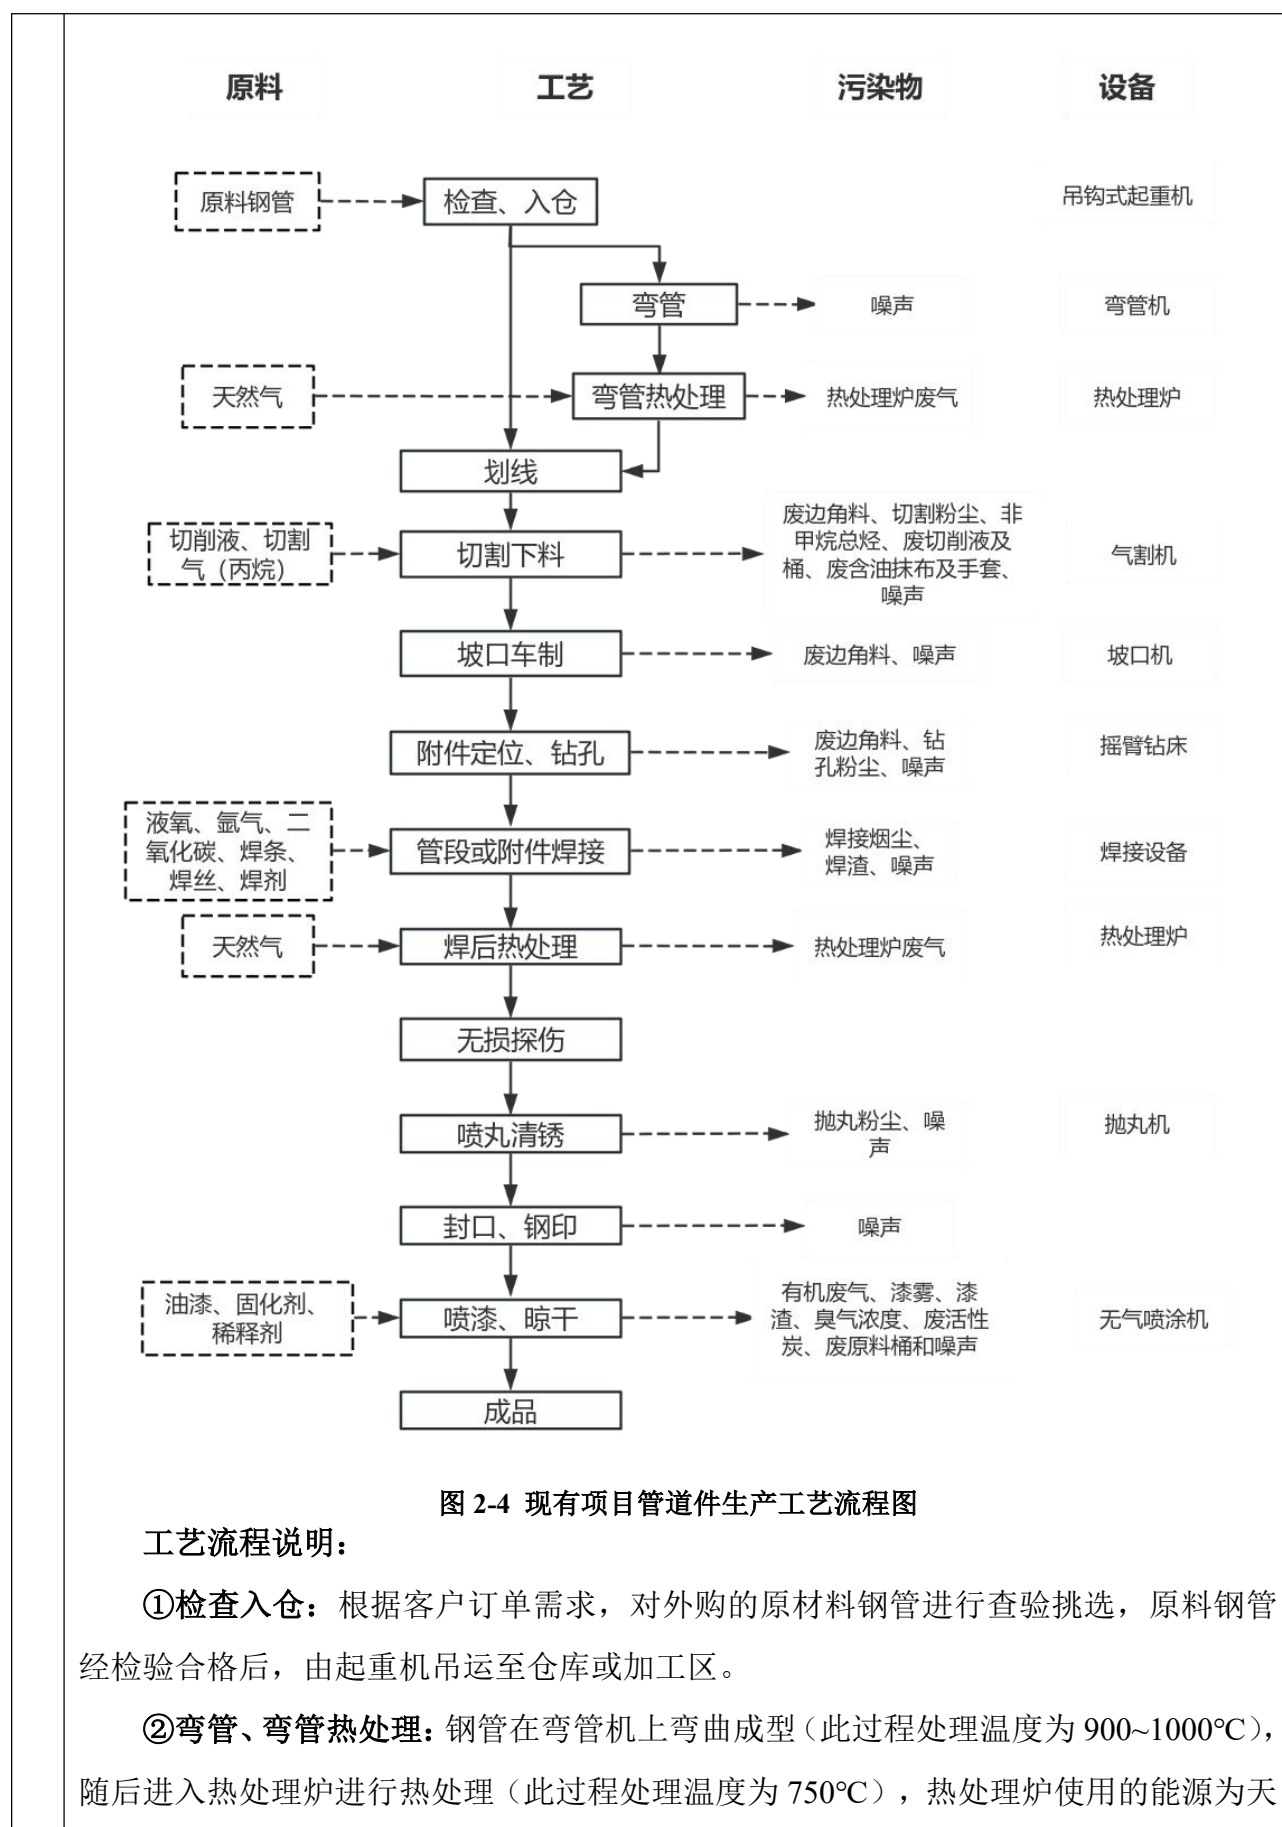 原料 工艺 污染物 设备
原料钢管 检查、入仓 吊钩式起重机
弯管 噪声 弯管机
天然气 弯管热处理 热处理炉废气 热处理炉
划线
切削液、切割
气（丙烷）
切割下料
废边角料、切割粉尘、非
甲烷总烃、废切削液及
桶、废含油抹布及手套、
噪声
气割机
坡口车制 废边角料、噪声 坡口机
附件定位、钻孔
废边角料、钻
孔粉尘、噪声
摇臂钻床
液氧、氩气、二
氧化碳、焊条、
焊丝、焊剂
管段或附件焊接
焊接烟尘、
焊渣、噪声
焊接设备
天然气 焊后热处理 热处理炉废气 热处理炉
无损探伤
喷丸清锈
抛丸粉尘、噪
声
抛丸机
封口、钢印 噪声
油漆、固化剂、
稀释剂
喷漆、晾干
有机废气、漆雾、漆
渣、臭气浓度、废活性
炭、废原料桶和噪声
无气喷涂机
成品
图 2-4 现有项目管道件生产工艺流程图
工艺流程说明：
①检查入仓：根据客户订单需求，对外购的原材料钢管进行查验挑选，原料钢管
经检验合格后，由起重机吊运至仓库或加工区。
②弯管、弯管热处理：钢管在弯管机上弯曲成型（此过程处理温度为 900~1000℃），
随后进入热处理炉进行热处理（此过程处理温度为 750℃），热处理炉使用的能源为天